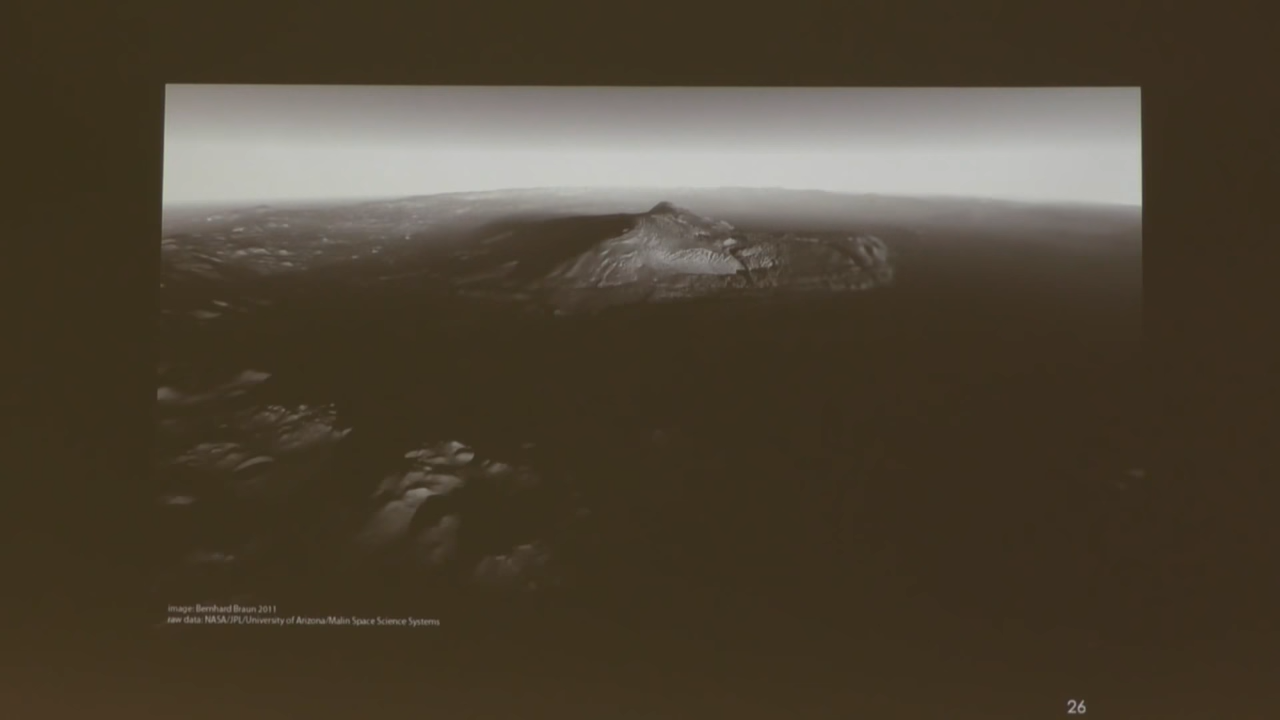 image: Bernhard Braun 2011
raw data: NASA/JPL/University of Arizona/Malin Space Science Systems
26